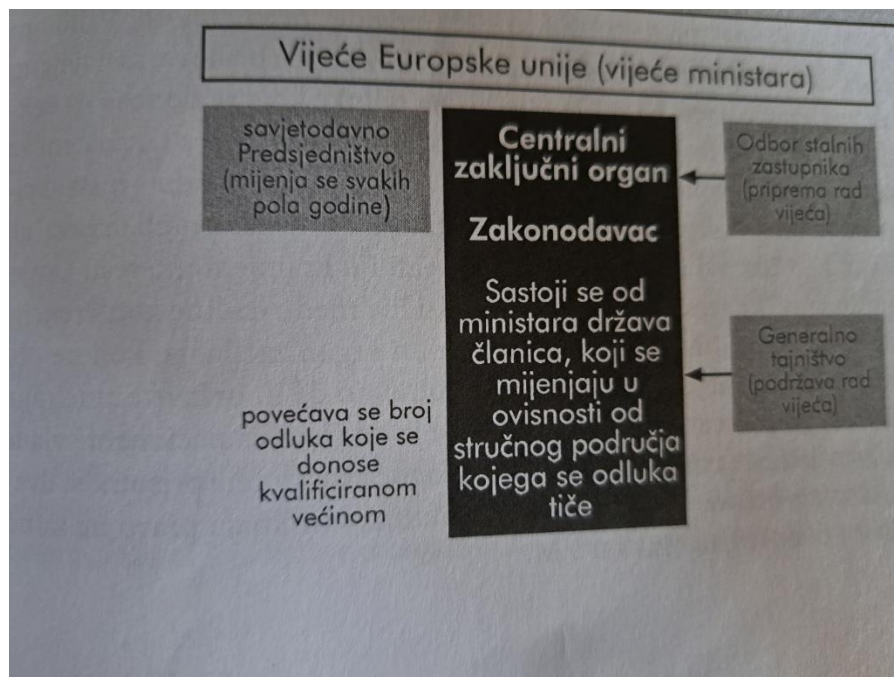 Vijeće Europske unije (vijeće ministara)
savjetodavno
Predsjedništvo
(mijenja se svakih
pola godine)
Centralni
zaključni organ
Zakonodavac
Sastoji se od
ministara država
članica, koji se
mijenjaju u
ovisnosti od
stručnog područja
kojega se odluka
tiče
Odbor stalnih
zastupnika
(priprema rad
vijeća)
Generalno
tajništvo
(podržava rad
vijeća)
povećava se broj
odluka koje se
donose
kvalificiranom
većinom